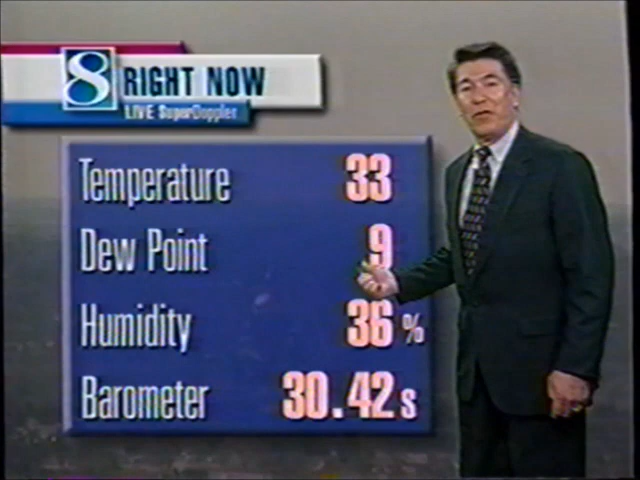 8 RIGHT NOW
LIVE SuperDoppler
Temperature 33
Dew Point 9
Humidity 36 %
Barometer 30.42 s